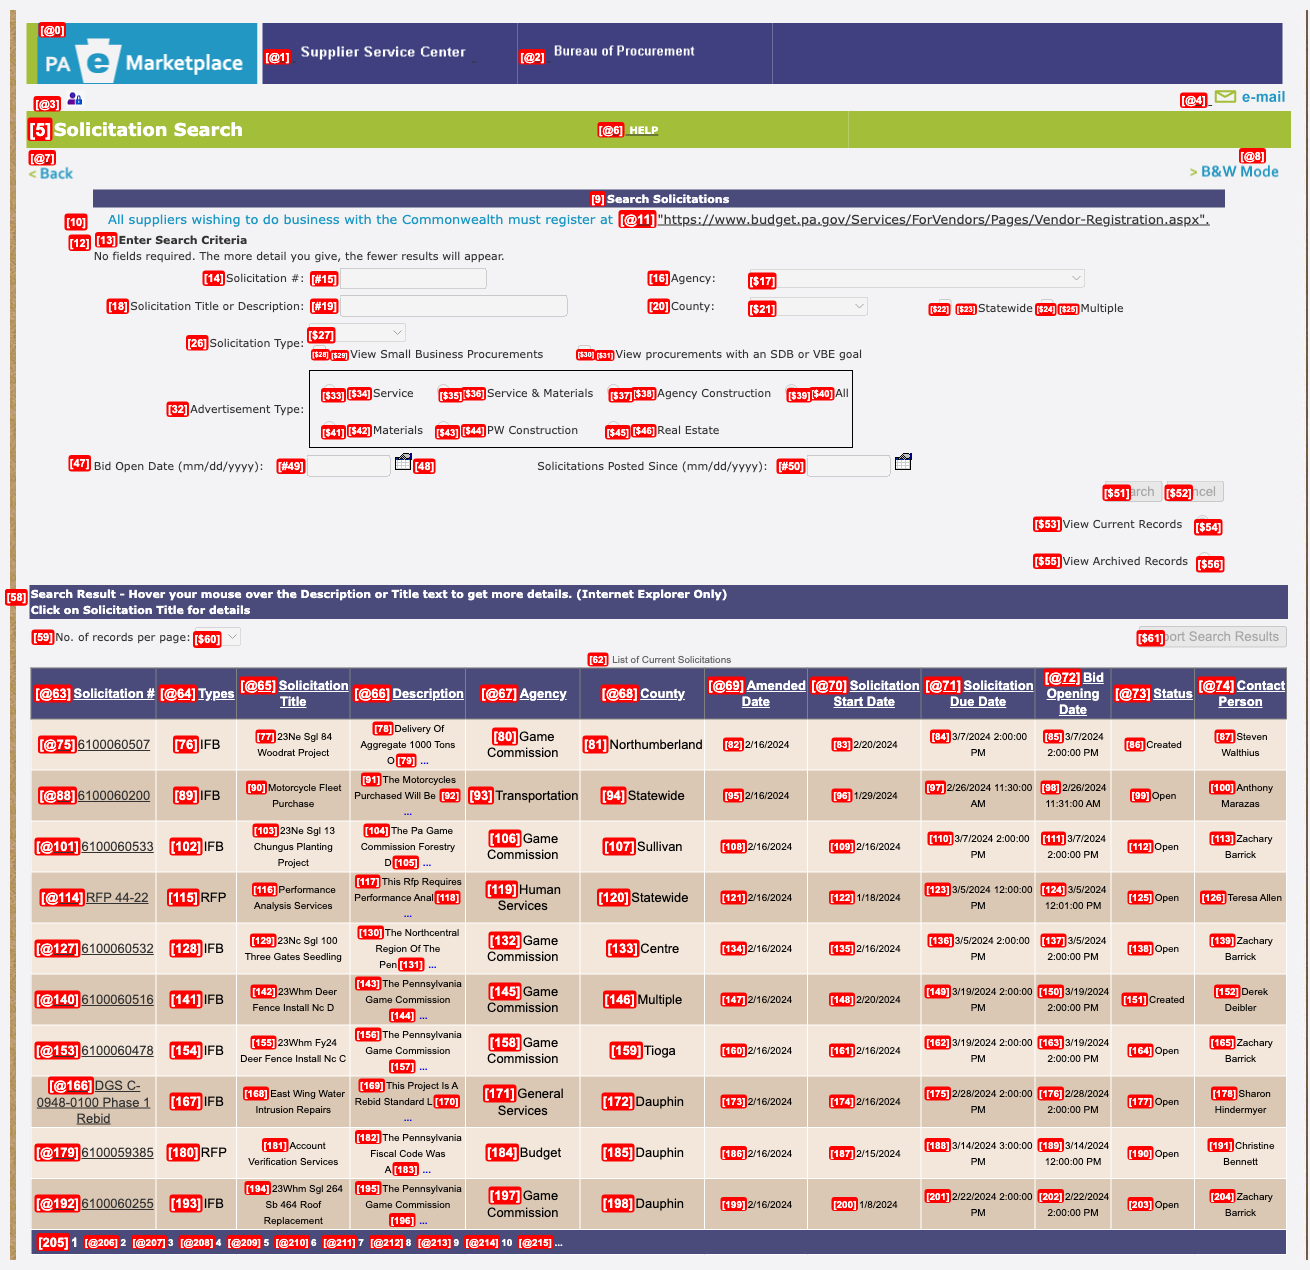 [@0]
PA e Marketplace
[@1] Supplier Service Center
[@2] Bureau of Procurement
[@3]
[@4] e-mail
[5] Solicitation Search
[@6] HELP
[@7]
< Back
[@8]
> B&W Mode
[9] Search Solicitations
[10] All suppliers wishing to do business with the Commonwealth must register at [@11] "https://www.budget.pa.gov/Services/ForVendors/Pages/Vendor-Registration.aspx".
[12] [13] Enter Search Criteria
No fields required. The more detail you give, the fewer results will appear.
[14] Solicitation #: [#15] [16] Agency: [$17]
[18] Solicitation Title or Description: [#19] [20] County: [$21] [$22] [$23] Statewide [$24] [$25] Multiple
[26] Solicitation Type: [$27]
[$28] [$29] View Small Business Procurements [$30] [$31] View procurements with an SDB or VBE goal
[32] Advertisement Type:
[$33] [$34] Service [$35] [$36] Service & Materials [$37] [$38] Agency Construction [$39] [$40] All
[$41] [$42] Materials [$43] [$44] PW Construction [$45] [$46] Real Estate
[47] Bid Open Date (mm/dd/yyyy): [#49] [48] Solicitations Posted Since (mm/dd/yyyy): [#50]
[$51] arch [$52] ncel
[$53] View Current Records [$54]
[$55] View Archived Records [$56]
[58] Search Result - Hover your mouse over the Description or Title text to get more details. (Internet Explorer Only)
Click on Solicitation Title for details
[59] No. of records per page: [$60]
[$61] port Search Results
[62] List of Current Solicitations
[@63] Solicitation # [@64] Types [@65] Solicitation Title [@66] Description [@67] Agency [@68] County [@69] Amended Date [@70] Solicitation Start Date [@71] Solicitation Due Date [@72] Bid Opening Date [@73] Status [@74] Contact Person
[@75] 6100060507 [76] IFB [77] 23Ne Sgl 84 Woodrat Project [78] Delivery Of Aggregate 1000 Tons O [79] ... [80] Game Commission [81] Northumberland [82] 2/16/2024 [83] 2/20/2024 [84] 3/7/2024 2:00:00 PM [85] 3/7/2024 2:00:00 PM [86] Created [87] Steven Walthius
[@88] 6100060200 [89] IFB [90] Motorcycle Fleet Purchase [91] The Motorcycles Purchased Will Be [92] ... [93] Transportation [94] Statewide [95] 2/16/2024 [96] 1/29/2024 [97] 2/26/2024 11:30:00 AM [98] 2/26/2024 11:31:00 AM [99] Open [100] Anthony Marazas
[@101] 6100060533 [102] IFB [103] 23Ne Sgl 13 Chungus Planting Project [104] The Pa Game Commission Forestry D [105] ... [106] Game Commission [107] Sullivan [108] 2/16/2024 [109] 2/16/2024 [110] 3/7/2024 2:00:00 PM [111] 3/7/2024 2:00:00 PM [112] Open [113] Zachary Barrick
[@114] RFP 44-22 [115] RFP [116] Performance Analysis Services [117] This Rfp Requires Performance Anal [118] ... [119] Human Services [120] Statewide [121] 2/16/2024 [122] 1/18/2024 [123] 3/5/2024 12:00:00 PM [124] 3/5/2024 12:01:00 PM [125] Open [126] Teresa Allen
[@127] 6100060532 [128] IFB [129] 23Nc Sgl 100 Three Gates Seedling [130] The Northcentral Region Of The Pen [131] ... [132] Game Commission [133] Centre [134] 2/16/2024 [135] 2/16/2024 [136] 3/5/2024 2:00:00 PM [137] 3/5/2024 2:00:00 PM [138] Open [139] Zachary Barrick
[@140] 6100060516 [141] IFB [142] 23Whm Deer Fence Install Nc D [143] The Pennsylvania Game Commission [144] ... [145] Game Commission [146] Multiple [147] 2/16/2024 [148] 2/20/2024 [149] 3/19/2024 2:00:00 PM [150] 3/19/2024 2:00:00 PM [151] Created [152] Derek Deibler
[@153] 6100060478 [154] IFB [155] 23Whm Fy24 Deer Fence Install Nc C [156] The Pennsylvania Game Commission [157] ... [158] Game Commission [159] Tioga [160] 2/16/2024 [161] 2/16/2024 [162] 3/19/2024 2:00:00 PM [163] 3/19/2024 2:00:00 PM [164] Open [165] Zachary Barrick
[@166] DGS C-0948-0100 Phase 1 Rebid [167] IFB [168] East Wing Water Intrusion Repairs [169] This Project Is A Rebid Standard L [170] ... [171] General Services [172] Dauphin [173] 2/16/2024 [174] 2/16/2024 [175] 2/28/2024 2:00:00 PM [176] 2/28/2024 2:00:00 PM [177] Open [178] Sharon Hindermyer
[@179] 6100059385 [180] RFP [181] Account Verification Services [182] The Pennsylvania Fiscal Code Was A [183] ... [184] Budget [185] Dauphin [186] 2/16/2024 [187] 2/15/2024 [188] 3/14/2024 3:00:00 PM [189] 3/14/2024 12:00:00 PM [190] Open [191] Christine Bennett
[@192] 6100060255 [193] IFB [194] 23Whm Sgl 264 Sb 464 Roof Replacement [195] The Pennsylvania Game Commission [196] ... [197] Game Commission [198] Dauphin [199] 2/16/2024 [200] 1/8/2024 [201] 2/22/2024 2:00:00 PM [202] 2/22/2024 2:00:00 PM [203] Open [204] Zachary Barrick
[205] 1 [@206] 2 [@207] 3 [@208] 4 [@209] 5 [@210] 6 [@211] 7 [@212] 8 [@213] 9 [@214] 10 [@215] ...